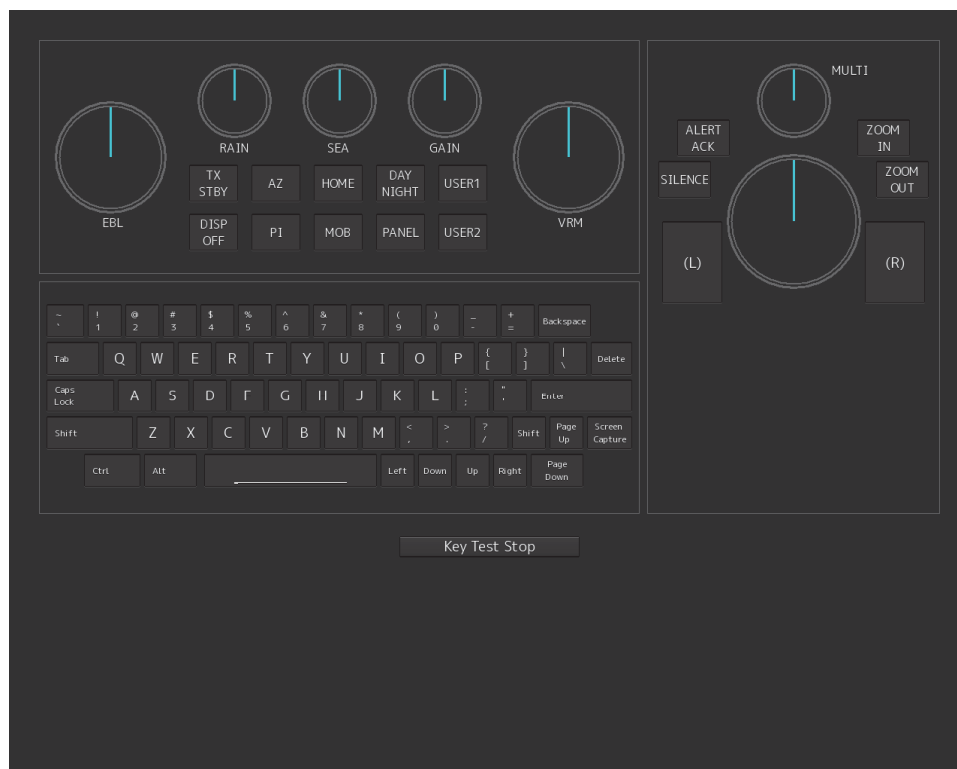 MULTI
RAIN SEA GAIN
ALERT
ACK
ZOOM
IN
TX
STBY
AZ
HOME
DAY
NIGHT
USER1
SILENCE
ZOOM
OUT
EBL
VRM
DISP
OFF
PI
MOB
PANEL
USER2
(L)
(R)
~ ! @ # $ % ^ & * ( ) _ +
` 1 2 3 4 5 6 7 8 9 0 - =
Backspace
Tab Q W E R T Y U I O P { [ } ] | \ Delete
Caps
Lock
A S D F G H J K L : ; " ' Enter
Shift Z X C V B N M < , > . ? / Shift
Page
Up
Screen
Capture
Ctrl Alt Left Down Up Right
Page
Down
Key Test Stop